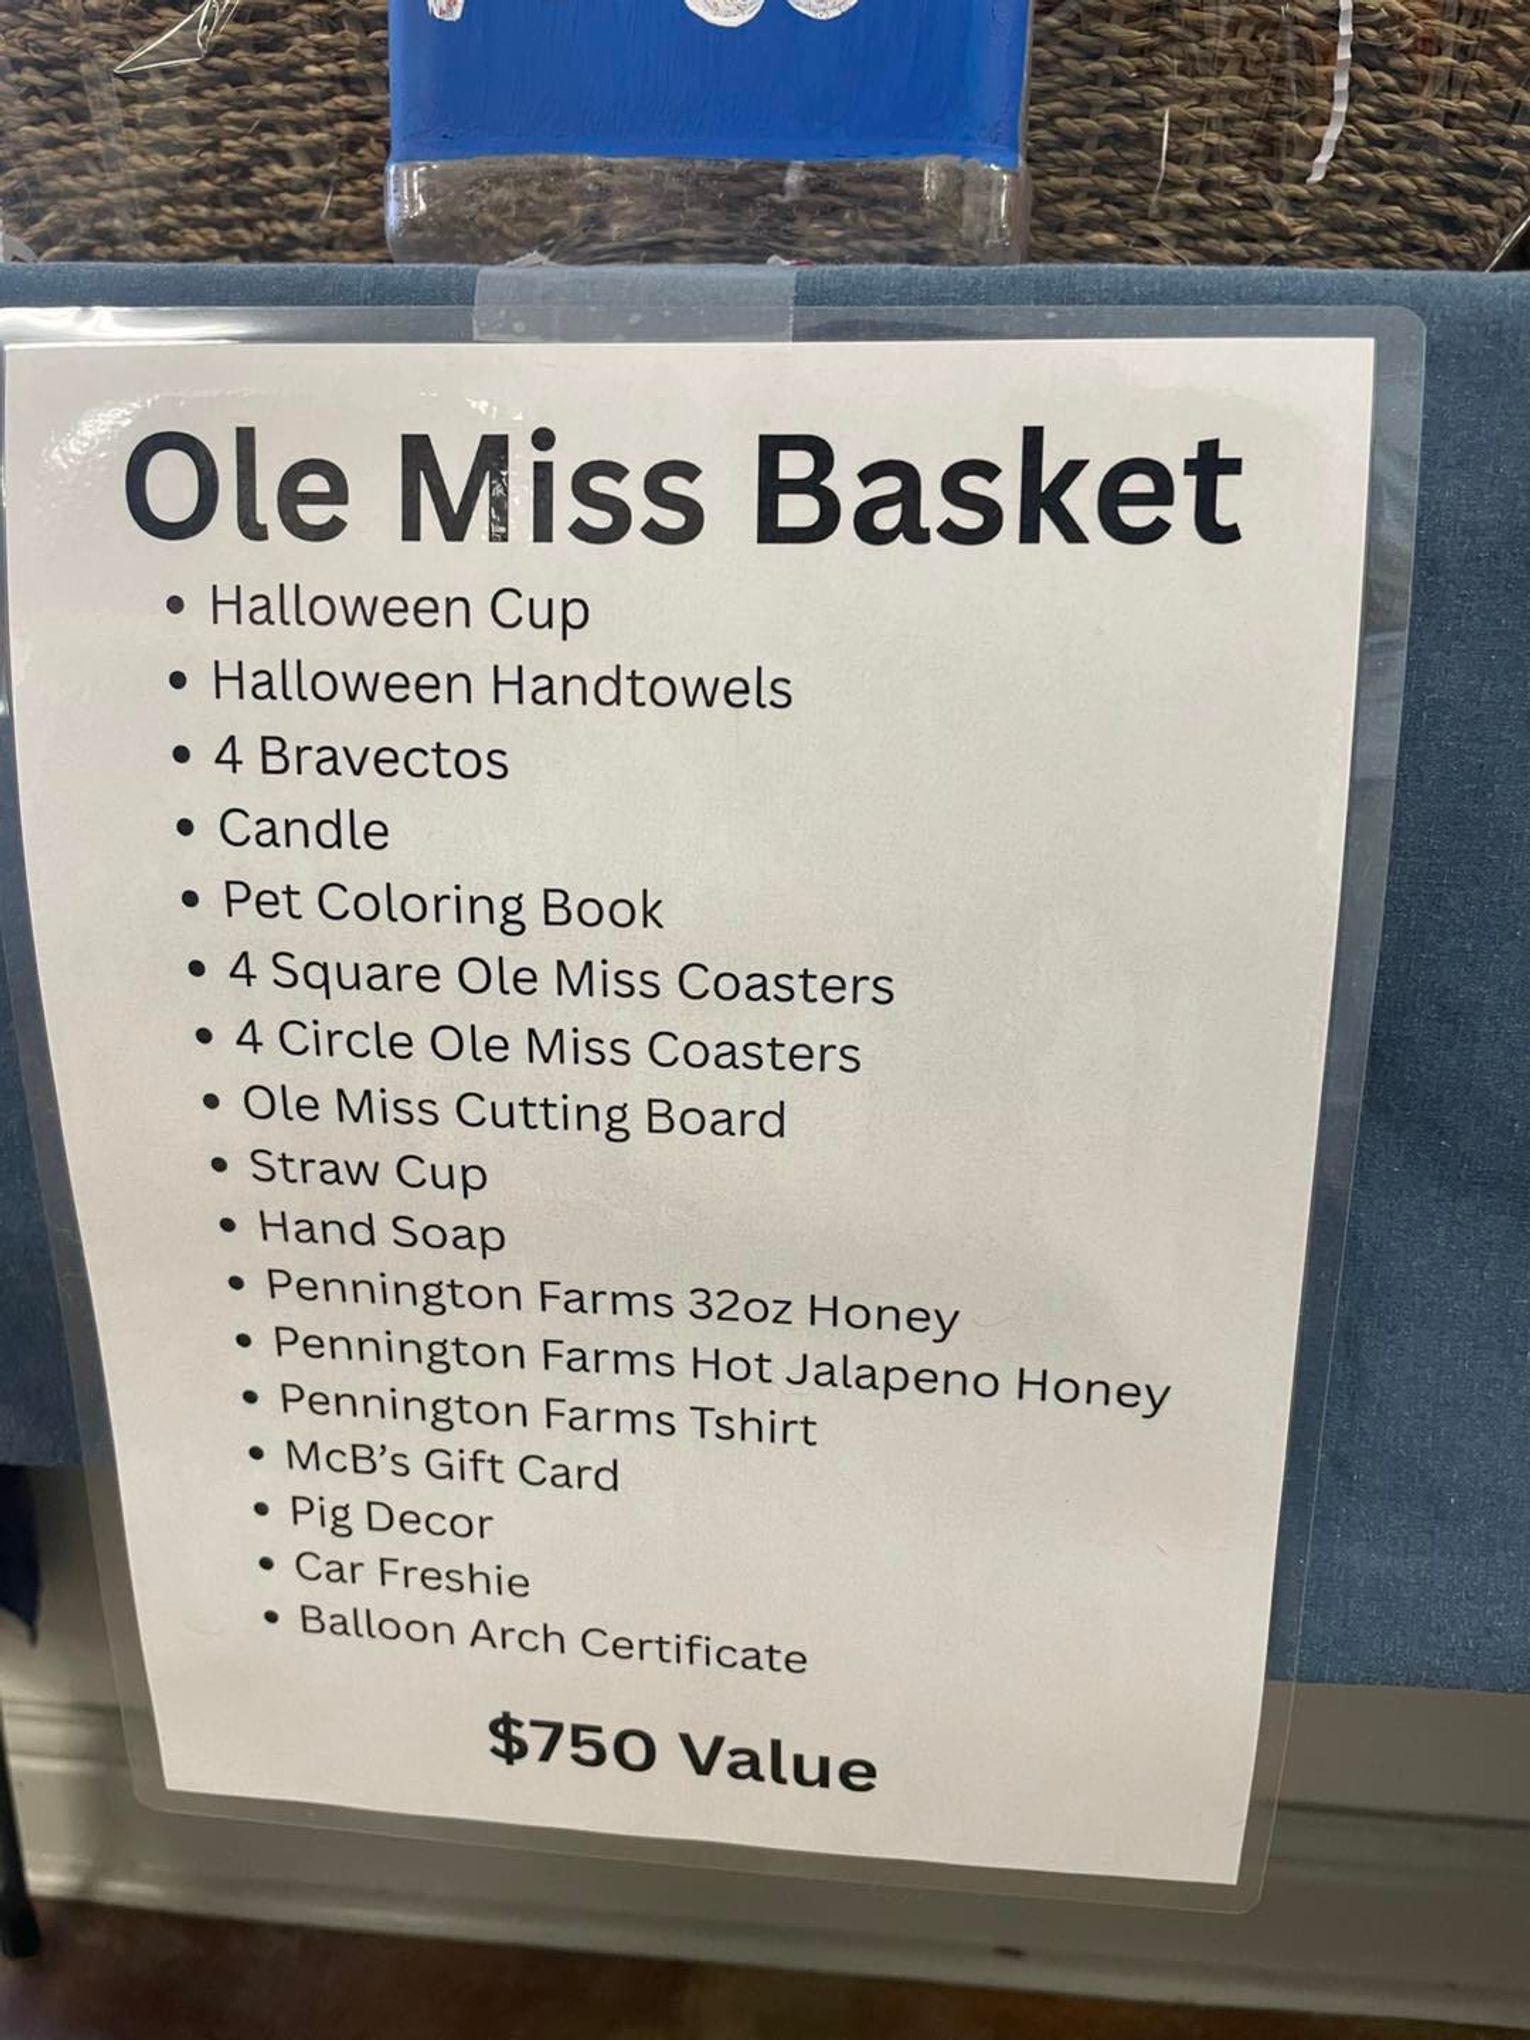 Ole Miss Basket
• Halloween Cup
• Halloween Handtowels
• 4 Bravectos
• Candle
• Pet Coloring Book
• 4 Square Ole Miss Coasters
• 4 Circle Ole Miss Coasters
• Ole Miss Cutting Board
• Straw Cup
• Hand Soap
• Pennington Farms 32oz Honey
• Pennington Farms Hot Jalapeno Honey
• Pennington Farms Tshirt
• McB's Gift Card
• Pig Decor
• Car Freshie
• Balloon Arch Certificate
$750 Value